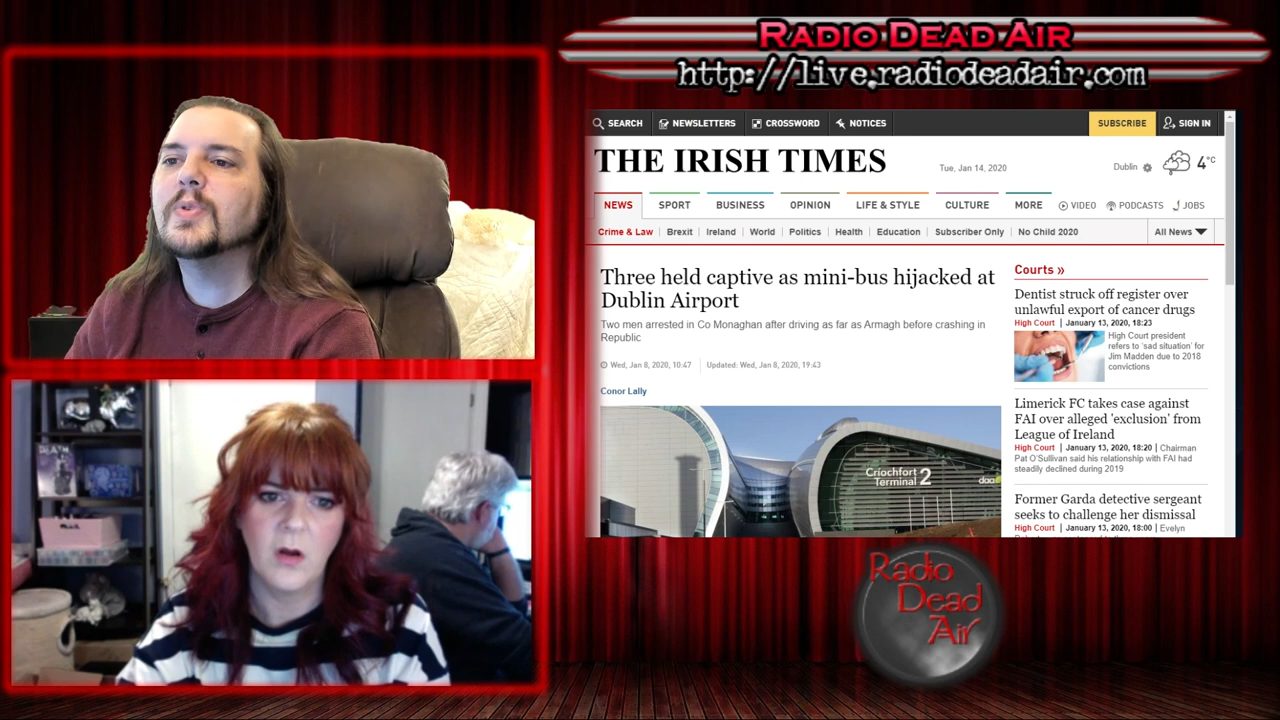 RADIO DEAD AIR
http://live.radiodeadair.com
SEARCH NEWSLETTERS CROSSWORD NOTICES SUBSCRIBE SIGN IN
THE IRISH TIMES
Tue, Jan 14, 2020
Dublin 4°C
NEWS SPORT BUSINESS OPINION LIFE & STYLE CULTURE MORE VIDEO PODCASTS JOBS
Crime & Law Brexit Ireland World Politics Health Education Subscriber Only No Child 2020 All News
Three held captive as mini-bus hijacked at
Dublin Airport
Two men arrested in Co Monaghan after driving as far as Armagh before crashing in
Republic
Wed, Jan 8, 2020, 10:47 Updated: Wed, Jan 8, 2020, 19:43
Conor Lally
Críochfort
Terminal 2
daa
Courts »
Dentist struck off register over
unlawful export of cancer drugs
High Court | January 13, 2020, 18:23
High Court president
refers to 'sad situation' for
Jim Madden due to 2018
convictions
Limerick FC takes case against
FAI over alleged 'exclusion' from
League of Ireland
High Court | January 13, 2020, 18:20 | Chairman
Pat O'Sullivan said his relationship with FAI had
steadily declined during 2019
Former Garda detective sergeant
seeks to challenge her dismissal
High Court | January 13, 2020, 18:00 | Evelyn
DEATH
Radio
Dead
Air